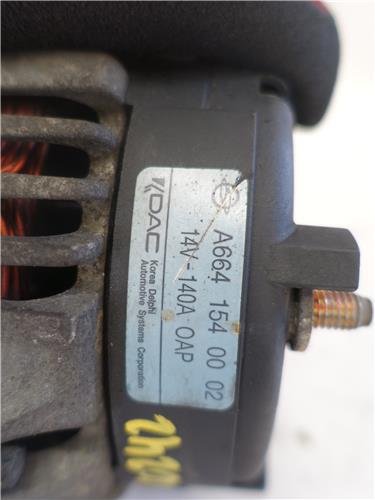 A664 154 00 02
14V-140A OAP
KDAC Korea Delphi
Automotive Systems Corporation